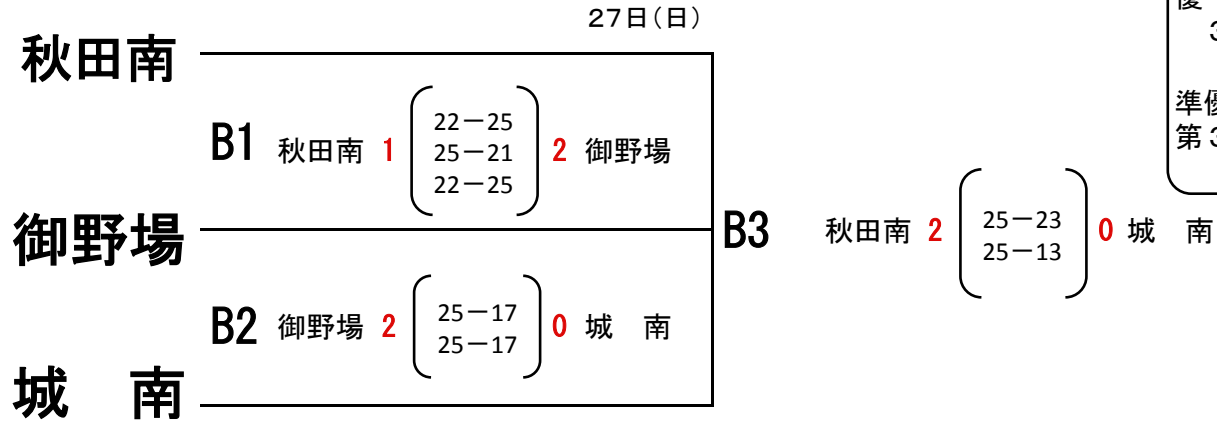 27日(日)
秋田南
B1 秋田南 1 22－25 2 御野場
25－21
22－25
御野場
B3 秋田南 2 25－23 0 城　南
25－13
B2 御野場 2 25－17 0 城　南
25－17
城　南
準優
第3